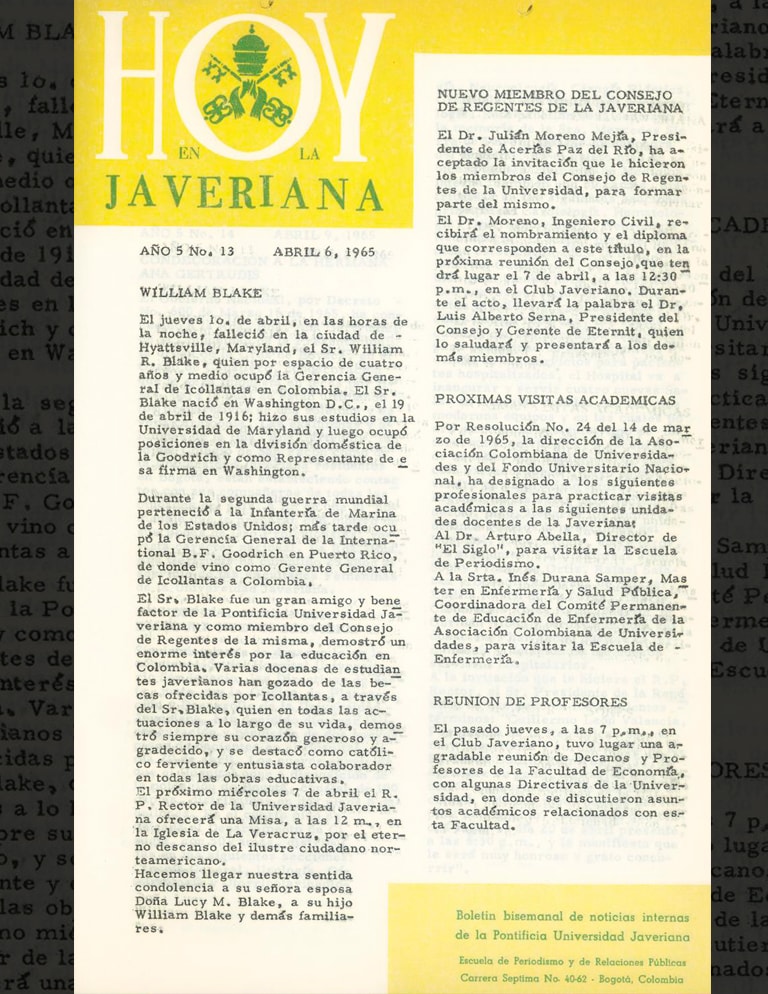 HOY
EN LA
JAVERIANA
AÑO 5 No. 13 ABRIL 6, 1965
WILLIAM BLAKE
El jueves 1o. de abril, en las horas de
la noche, falleció en la ciudad de -
Hyattsville, Maryland, el Sr. William
R. Blake, quien por espacio de cuatro
años y medio ocupó la Gerencia Gene-
ral de Icollantas en Colombia. El Sr.
Blake nació en Washington D.C., el 19
de abril de 1916; hizo sus estudios en la
Universidad de Maryland y luego ocupó
posiciones en la división doméstica de
la Goodrich y como Representante de e
sa firma en Washington.
Durante la segunda guerra mundial
perteneció a la Infantería de Marina
de los Estados Unidos; más tarde ocu
pó la Gerencia General de la Interna-
tional B.F. Goodrich en Puerto Rico,
de donde vino como Gerente General
de Icollantas a Colombia.
El Sr. Blake fue un gran amigo y bene
factor de la Pontificia Universidad Ja-
veriana y como miembro del Consejo
de Regentes de la misma, demostró un
enorme interés por la educación en
Colombia. Varias docenas de estudian
tes javerianos han gozado de las be-
cas ofrecidas por Icollantas, a través
del Sr. Blake, quien en todas las ac-
tuaciones a lo largo de su vida, demos
tró siempre su corazón generoso y a-
gradecido, y se destacó como católi-
co ferviente y entusiasta colaborador
en todas las obras educativas.
El próximo miércoles 7 de abril el R.
P. Rector de la Universidad Javeria-
na ofrecerá una Misa, a las 12 m., en
la Iglesia de La Veracruz, por el eter-
no descanso del ilustre ciudadano nor-
teamericano.
Hacemos llegar nuestra sentida
condolencia a su señora esposa
Doña Lucy M. Blake, a su hijo
William Blake y demás familia-
res.
NUEVO MIEMBRO DEL CONSEJO
DE REGENTES DE LA JAVERIANA
El Dr. Julián Moreno Mejía, Presi-
dente de Acerías Paz del Río, ha a-
ceptado la invitación que le hicieron
los miembros del Consejo de Regen-
tes de la Universidad, para formar
parte del mismo.
El Dr. Moreno, Ingeniero Civil, re-
cibirá el nombramiento y el diploma
que corresponden a este título, en la
próxima reunión del Consejo, que ten
drá lugar el 7 de abril, a las 12:30
p.m., en el Club Javeriano. Duran-
te el acto, llevará la palabra el Dr.
Luis Alberto Serna, Presidente del
Consejo y Gerente de Eternit, quien
lo saludará y presentará a los de-
más miembros.
PROXIMAS VISITAS ACADEMICAS
Por Resolución No. 24 del 14 de mar
zo de 1965, la dirección de la Aso-
ciación Colombiana de Universida-
des y del Fondo Universitario Nacio-
nal, ha designado a los siguientes
profesionales para practicar visitas
académicas a las siguientes unida-
des docentes de la Javeriana:
Al Dr. Arturo Abella, Director de
"El Siglo", para visitar la Escuela
de Periodismo.
A la Srta. Inés Durana Samper, Mas
ter en Enfermería y Salud Pública,
Coordinadora del Comité Permanen-
te de Educación de Enfermería de la
Asociación Colombiana de Universi-
dades, para visitar la Escuela de -
Enfermería.
REUNION DE PROFESORES
El pasado jueves, a las 7 p.m., en
el Club Javeriano, tuvo lugar una a-
gradable reunión de Decanos y Pro-
fesores de la Facultad de Economía,
con algunas Directivas de la Univer-
sidad, en donde se discutieron asun-
tos académicos relacionados con es-
ta Facultad.
Boletín bisemanal de noticias internas
de la Pontificia Universidad Javeriana
Escuela de Periodismo y de Relaciones Públicas
Carrera Septima No. 40-62 - Bogotá, Colombia